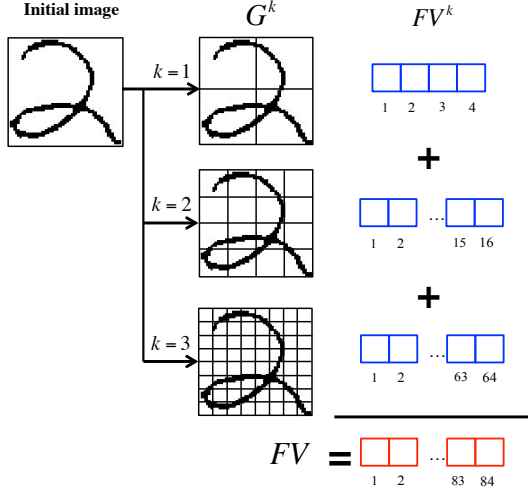 Initial image
G^k
FV^k
k = 1
1 2 3 4
+
k = 2
1 2 … 15 16
+
k = 3
1 2 … 63 64
FV = 1 2 … 83 84